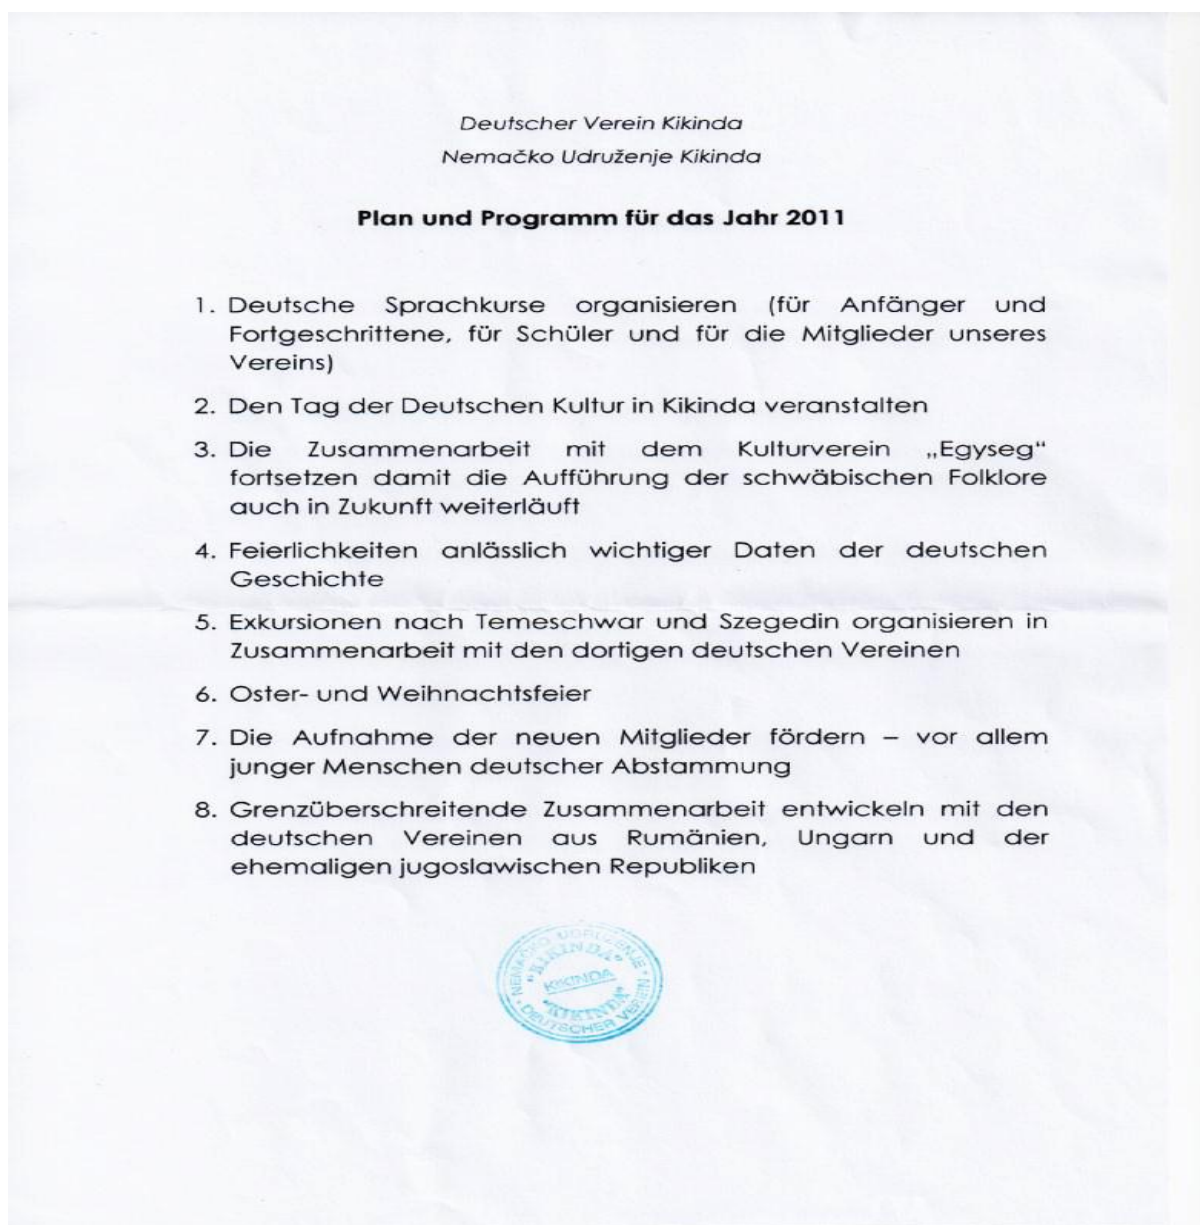 Deutscher Verein Kikinda
Nemačko Udruženje Kikinda
Plan und Programm für das Jahr 2011
1. Deutsche Sprachkurse organisieren (für Anfänger und
Fortgeschrittene, für Schüler und für die Mitglieder unseres
Vereins)
2. Den Tag der Deutschen Kultur in Kikinda veranstalten
3. Die Zusammenarbeit mit dem Kulturverein „Egyseg“
fortsetzen damit die Aufführung der schwäbischen Folklore
auch in Zukunft weiterläuft
4. Feierlichkeiten anlässlich wichtiger Daten der deutschen
Geschichte
5. Exkursionen nach Temeschwar und Szegedin organisieren in
Zusammenarbeit mit den dortigen deutschen Vereinen
6. Oster- und Weihnachtsfeier
7. Die Aufnahme der neuen Mitglieder fördern – vor allem
junger Menschen deutscher Abstammung
8. Grenzüberschreitende Zusammenarbeit entwickeln mit den
deutschen Vereinen aus Rumänien, Ungarn und der
ehemaligen jugoslawischen Republiken
NEMAČKO UDRUŽENJE
"KIKINDA"
KIKINDA
"KIKINDA"
DEUTSCHER VEREIN